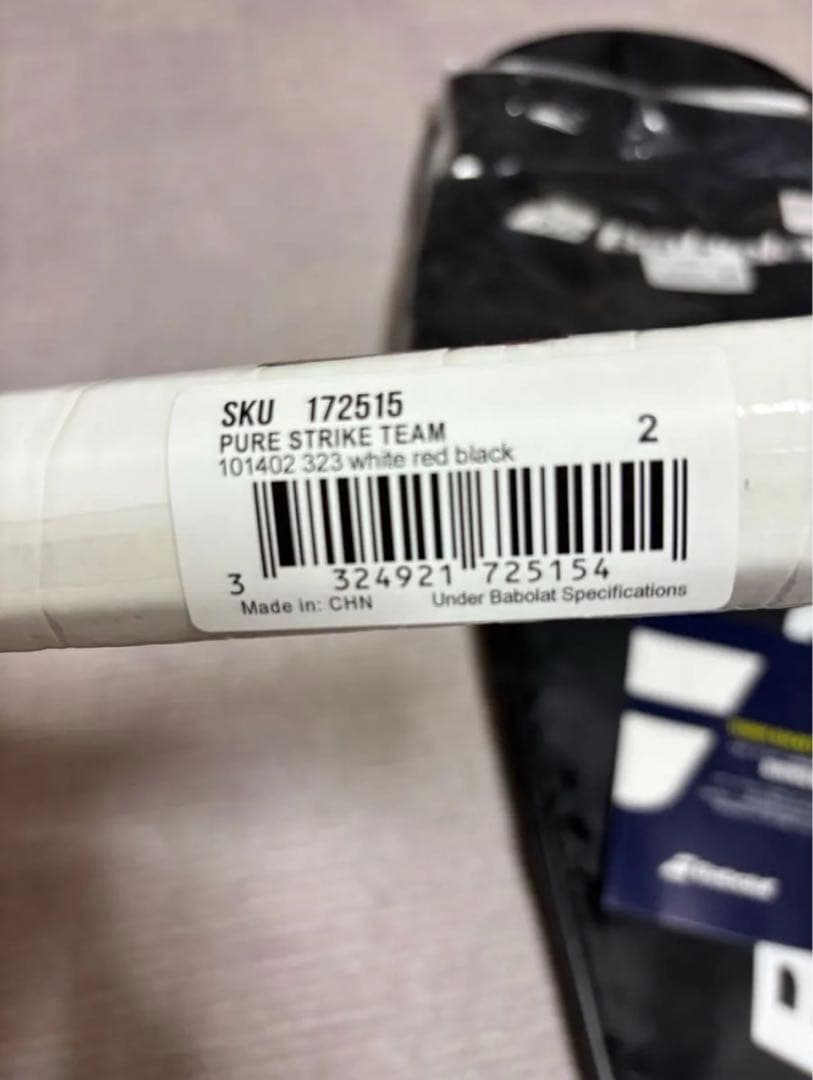 SKU 172515
PURE STRIKE TEAM
2
101402 323 white red black
3 324921 725154
Made in: CHN Under Babolat Specifications
Babolat